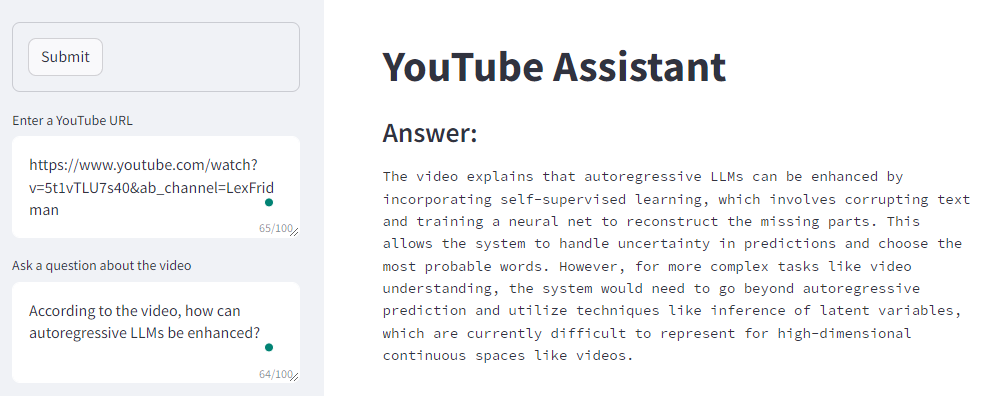 Submit
Enter a YouTube URL
https://www.youtube.com/watch?
v=5t1vTLU7s40&ab_channel=LexFrid
man
65/100
Ask a question about the video
According to the video, how can
autoregressive LLMs be enhanced?
64/100
YouTube Assistant
Answer:
The video explains that autoregressive LLMs can be enhanced by
incorporating self-supervised learning, which involves corrupting text
and training a neural net to reconstruct the missing parts. This
allows the system to handle uncertainty in predictions and choose the
most probable words. However, for more complex tasks like video
understanding, the system would need to go beyond autoregressive
prediction and utilize techniques like inference of latent variables,
which are currently difficult to represent for high-dimensional
continuous spaces like videos.